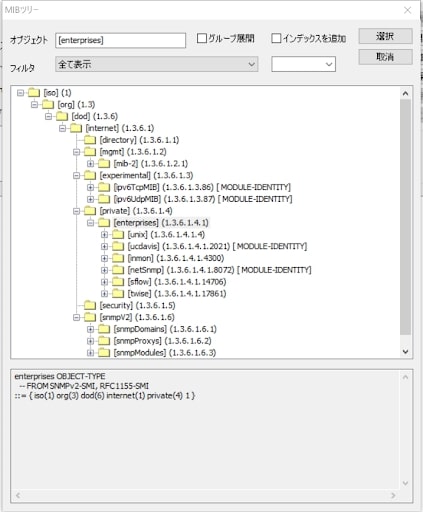 MIBツリー
オブジェクト [enterprises] グループ展開 インデックスを追加 選択
フィルタ 全て表示 取消
[iso] (1)
[org] (1.3)
[dod] (1.3.6)
[internet] (1.3.6.1)
[directory] (1.3.6.1.1)
[mgmt] (1.3.6.1.2)
[mib-2] (1.3.6.1.2.1)
[experimental] (1.3.6.1.3)
[ipv6TcpMIB] (1.3.6.1.3.86) [ MODULE-IDENTITY]
[ipv6UdpMIB] (1.3.6.1.3.87) [ MODULE-IDENTITY]
[private] (1.3.6.1.4)
[enterprises] (1.3.6.1.4.1)
[unix] (1.3.6.1.4.1.4)
[ucdavis] (1.3.6.1.4.1.2021) [ MODULE-IDENTITY]
[inmon] (1.3.6.1.4.1.4300)
[netSnmp] (1.3.6.1.4.1.8072) [ MODULE-IDENTITY]
[sflow] (1.3.6.1.4.1.14706)
[twise] (1.3.6.1.4.1.17861)
[security] (1.3.6.1.5)
[snmpV2] (1.3.6.1.6)
[snmpDomains] (1.3.6.1.6.1)
[snmpProxys] (1.3.6.1.6.2)
[snmpModules] (1.3.6.1.6.3)
enterprises OBJECT-TYPE
-- FROM SNMPv2-SMI, RFC1155-SMI
::= { iso(1) org(3) dod(6) internet(1) private(4) 1 }